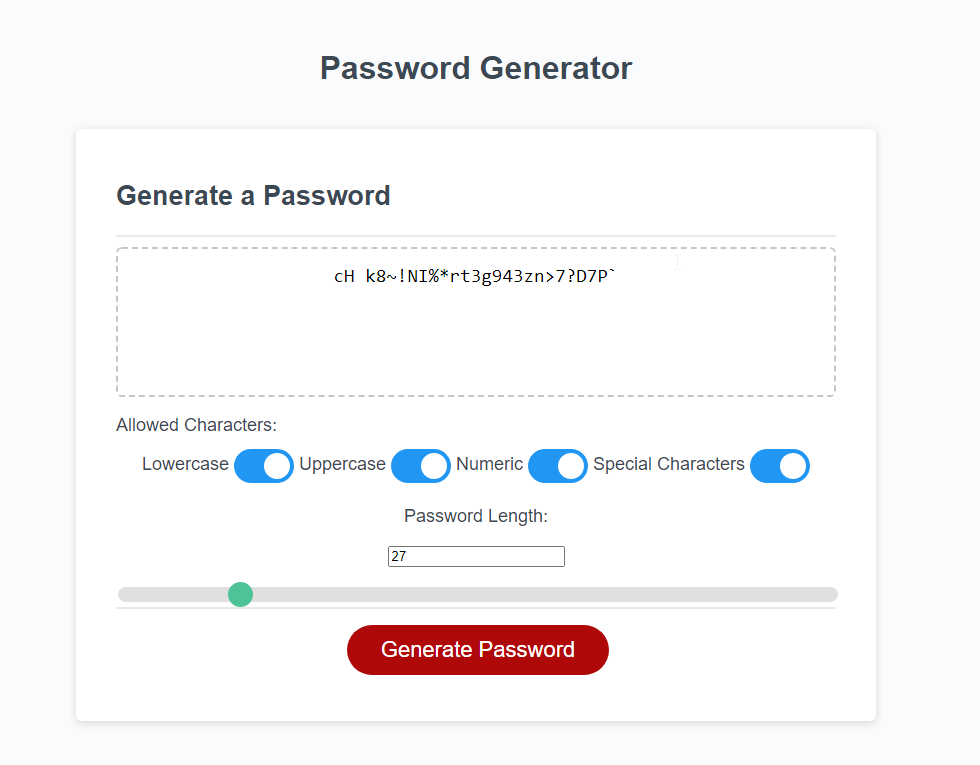 Password Generator
Generate a Password
cH k8~!NI%*rt3g943zn>7?D7P`
Allowed Characters:
Lowercase Uppercase Numeric Special Characters
Password Length:
27
Generate Password